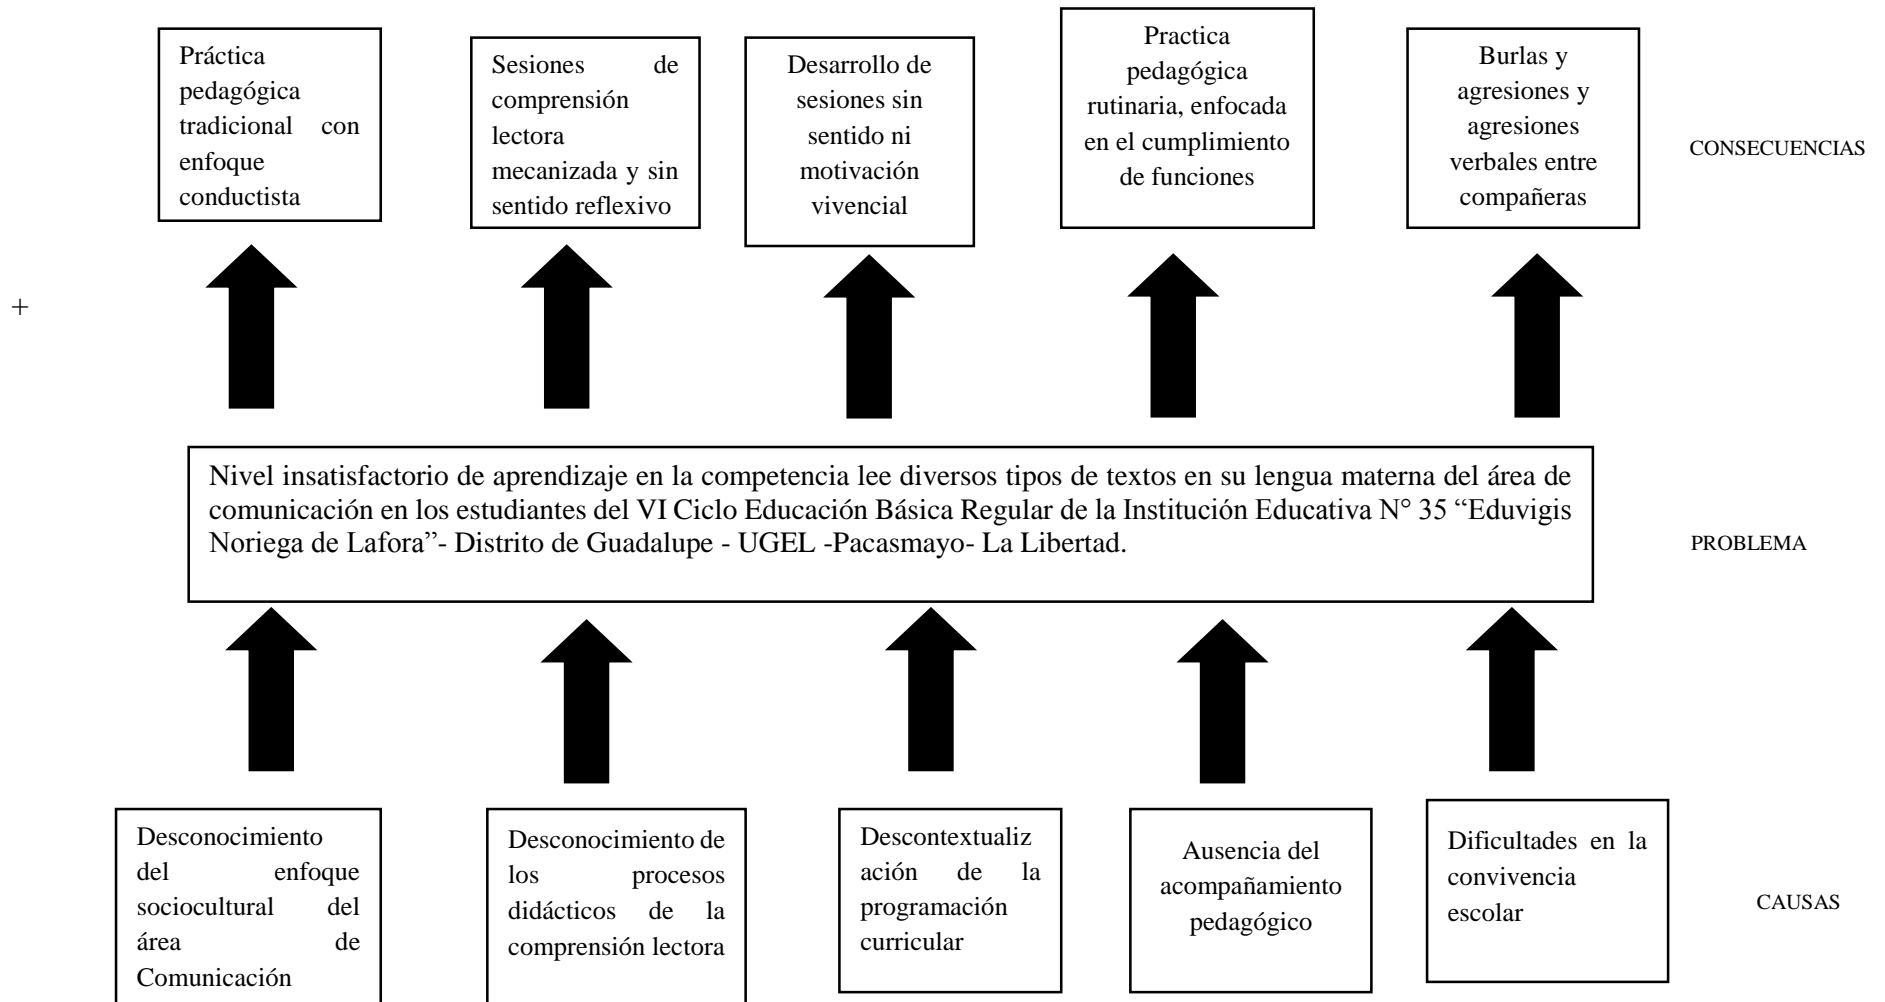 Práctica
pedagógica
tradicional con
enfoque
conductista
Sesiones de
comprensión
lectora
mecanizada y sin
sentido reflexivo
Desarrollo de
sesiones sin
sentido ni
motivación
vivencial
Practica
pedagógica
rutinaria, enfocada
en el cumplimiento
de funciones
Burlas y
agresiones y
agresiones
verbales entre
compañeras
CONSECUENCIAS
+
Nivel insatisfactorio de aprendizaje en la competencia lee diversos tipos de textos en su lengua materna del área de
comunicación en los estudiantes del VI Ciclo Educación Básica Regular de la Institución Educativa N° 35 “Eduvigis
Noriega de Lafora”- Distrito de Guadalupe - UGEL -Pacasmayo- La Libertad.
PROBLEMA
Desconocimiento
del enfoque
sociocultural del
área de
Comunicación
Desconocimiento de
los procesos
didácticos de la
comprensión lectora
Descontextualiz
ación de la
programación
curricular
Ausencia del
acompañamiento
pedagógico
Dificultades en la
convivencia
escolar
CAUSAS